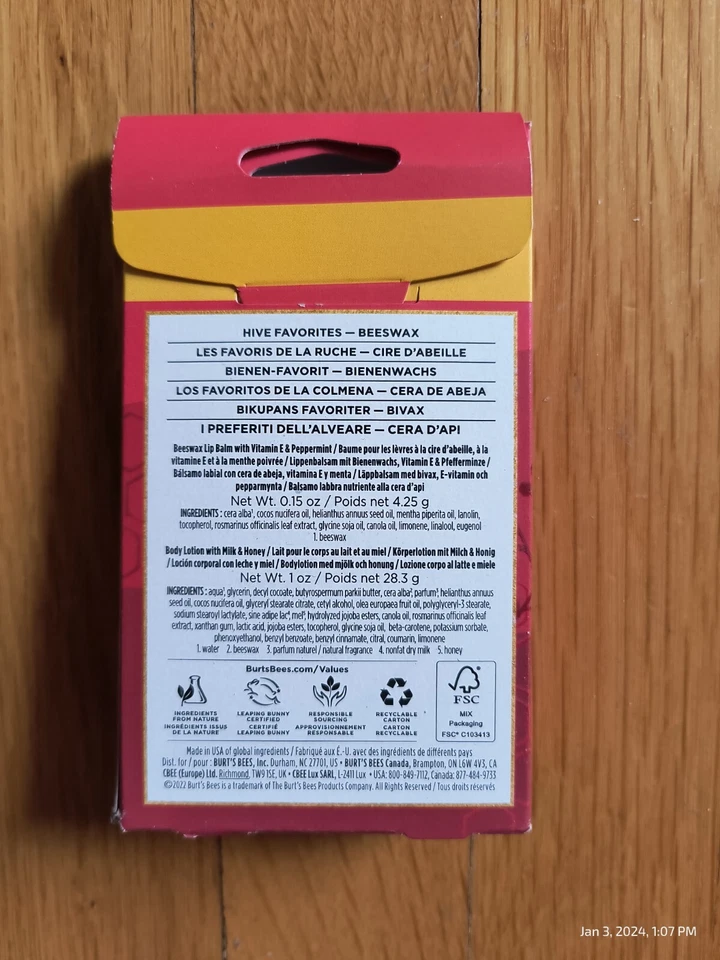 HIVE FAVORITES — BEESWAX
LES FAVORIS DE LA RUCHE — CIRE D'ABEILLE
BIENEN-FAVORIT — BIENENWACHS
LOS FAVORITOS DE LA COLMENA — CERA DE ABEJA
BIKUPANS FAVORITER — BIVAX
I PREFERITI DELL'ALVEARE — CERA D'API
Beeswax Lip Balm with Vitamin E & Peppermint / Baume pour les lèvres à la cire d'abeille, à la
vitamine E et à la menthe poivrée / Lippenbalsam mit Bienenwachs, Vitamin E & Pfefferminze /
Bálsamo labial con cera de abeja, vitamina E y menta / Läppbalsam med bivax, E-vitamin och
pepparmynta / Balsamo labbra nutriente alla cera d'api
Net Wt. 0.15 oz / Poids net 4.25 g
INGREDIENTS : cera alba¹, cocos nucifera oil, helianthus annuus seed oil, mentha piperita oil, lanolin,
tocopherol, rosmarinus officinalis leaf extract, glycine soja oil, canola oil, limonene, linalool, eugenol
1. beeswax
Body Lotion with Milk & Honey / Lait pour le corps au lait et au miel / Körperlotion mit Milch & Honig
/ Loción corporal con leche y miel / Bodylotion med mjölk och honung / Lozione corpo al latte e miele
Net Wt. 1 oz / Poids net 28.3 g
INGREDIENTS : aqua¹, glycerin, decyl cocoate, butyrospermum parkii butter, cera alba², parfum³, helianthus annuus
seed oil, cocos nucifera oil, glyceryl stearate citrate, cetyl alcohol, olea europaea fruit oil, polyglyceryl-3 stearate,
sodium stearoyl lactylate, sine adipe lac⁴, mel⁵, hydrolyzed jojoba esters, canola oil, rosmarinus officinalis leaf
extract, xanthan gum, lactic acid, jojoba esters, tocopherol, glycine soja oil, beta-carotene, potassium sorbate,
phenoxyethanol, benzyl benzoate, benzyl cinnamate, citral, coumarin, limonene
1. water 2. beeswax 3. parfum naturel / natural fragrance 4. nonfat dry milk 5. honey
BurtsBees.com/Values
INGREDIENTS
FROM NATURE
INGRÉDIENTS ISSUS
DE LA NATURE
LEAPING BUNNY
CERTIFIED
CERTIFIÉ
LEAPING BUNNY
RESPONSIBLE
SOURCING
APPROVISIONNEMENT
RESPONSABLE
RECYCLABLE
CARTON
CARTON
RECYCLABLE
FSC
MIX
Packaging
FSC® C103413
Made in USA of global ingredients / Fabriqué aux É.-U. avec des ingrédients de différents pays
Dist. for / pour : BURT'S BEES, Inc. Durham, NC 27701, US • BURT'S BEES Canada, Brampton, ON L6W 4V3, CA
CBEE (Europe) Ltd. Richmond, TW9 1SE, UK • CBEE Lux SARL, L-2411 Lux • USA: 800-849-7112, Canada: 877-484-9733
©2022 Burt's Bees is a trademark of The Burt's Bees Products Company. All Rights Reserved / Tous droits réservés
Jan 3, 2024, 1:07 PM